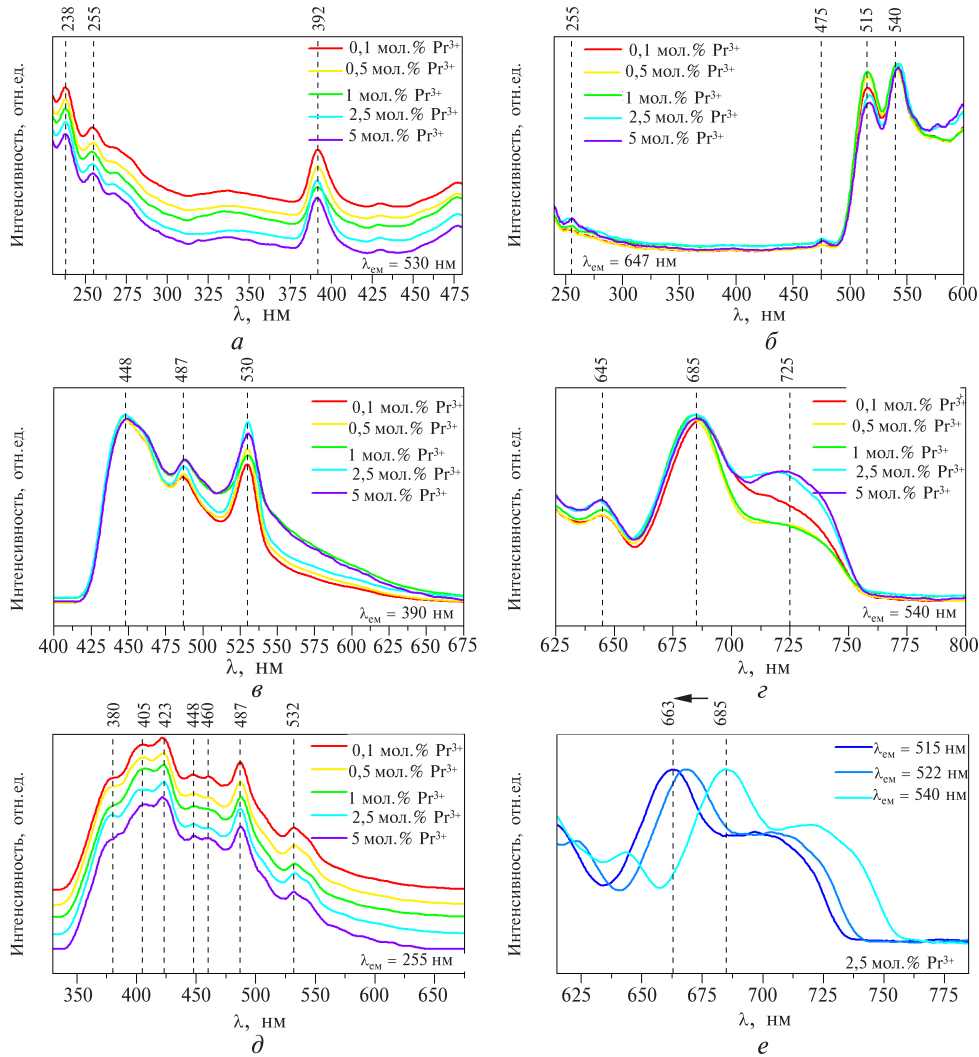 238 255 392
Интенсивность, отн.ед.
0,1 мол.% Pr³⁺
0,5 мол.% Pr³⁺
1 мол.% Pr³⁺
2,5 мол.% Pr³⁺
5 мол.% Pr³⁺
λем = 530 нм
250 275 300 325 350 375 400 425 450 475
λ, нм
а
255 475 515 540
Интенсивность, отн.ед.
0,1 мол.% Pr³⁺
0,5 мол.% Pr³⁺
1 мол.% Pr³⁺
2,5 мол.% Pr³⁺
5 мол.% Pr³⁺
λем = 647 нм
250 300 350 400 450 500 550 600
λ, нм
б
448 487 530
Интенсивность, отн.ед.
0,1 мол.% Pr³⁺
0,5 мол.% Pr³⁺
1 мол.% Pr³⁺
2,5 мол.% Pr³⁺
5 мол.% Pr³⁺
λем = 390 нм
400 425 450 475 500 525 550 575 600 625 650 675
λ, нм
в
645 685 725
Интенсивность, отн.ед.
0,1 мол.% Pr³⁺
0,5 мол.% Pr³⁺
1 мол.% Pr³⁺
2,5 мол.% Pr³⁺
5 мол.% Pr³⁺
λем = 540 нм
625 650 675 700 725 750 775 800
λ, нм
г
380 405 423 448 460 487 532
Интенсивность, отн.ед.
0,1 мол.% Pr³⁺
0,5 мол.% Pr³⁺
1 мол.% Pr³⁺
2,5 мол.% Pr³⁺
5 мол.% Pr³⁺
λем = 255 нм
350 400 450 500 550 600 650
λ, нм
д
663 685
Интенсивность, отн.ед.
λем = 515 нм
λем = 522 нм
λем = 540 нм
2,5 мол.% Pr³⁺
625 650 675 700 725 750 775
λ, нм
е